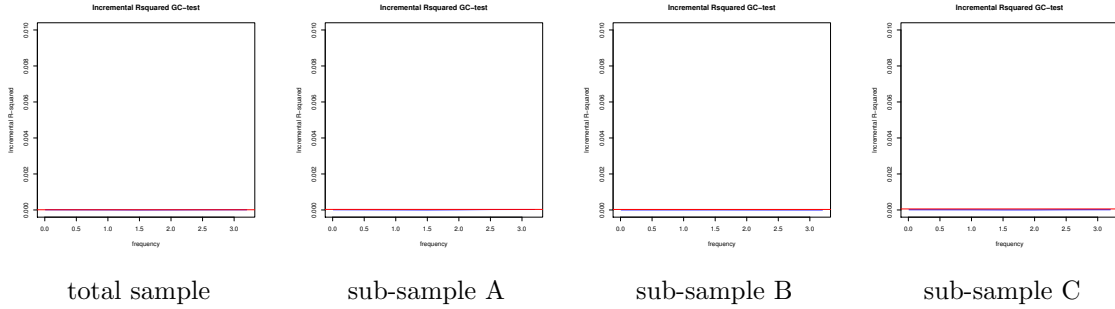 Incremental Rsquared GC−test
Incremental R−squared
0.010
0.008
0.006
0.004
0.002
0.000
0.0 0.5 1.0 1.5 2.0 2.5 3.0
frequency
total sample
Incremental Rsquared GC−test
Incremental R−squared
0.010
0.008
0.006
0.004
0.002
0.000
0.0 0.5 1.0 1.5 2.0 2.5 3.0
frequency
sub-sample A
Incremental Rsquared GC−test
Incremental R−squared
0.010
0.008
0.006
0.004
0.002
0.000
0.0 0.5 1.0 1.5 2.0 2.5 3.0
frequency
sub-sample B
Incremental Rsquared GC−test
Incremental R−squared
0.010
0.008
0.006
0.004
0.002
0.000
0.0 0.5 1.0 1.5 2.0 2.5 3.0
frequency
sub-sample C